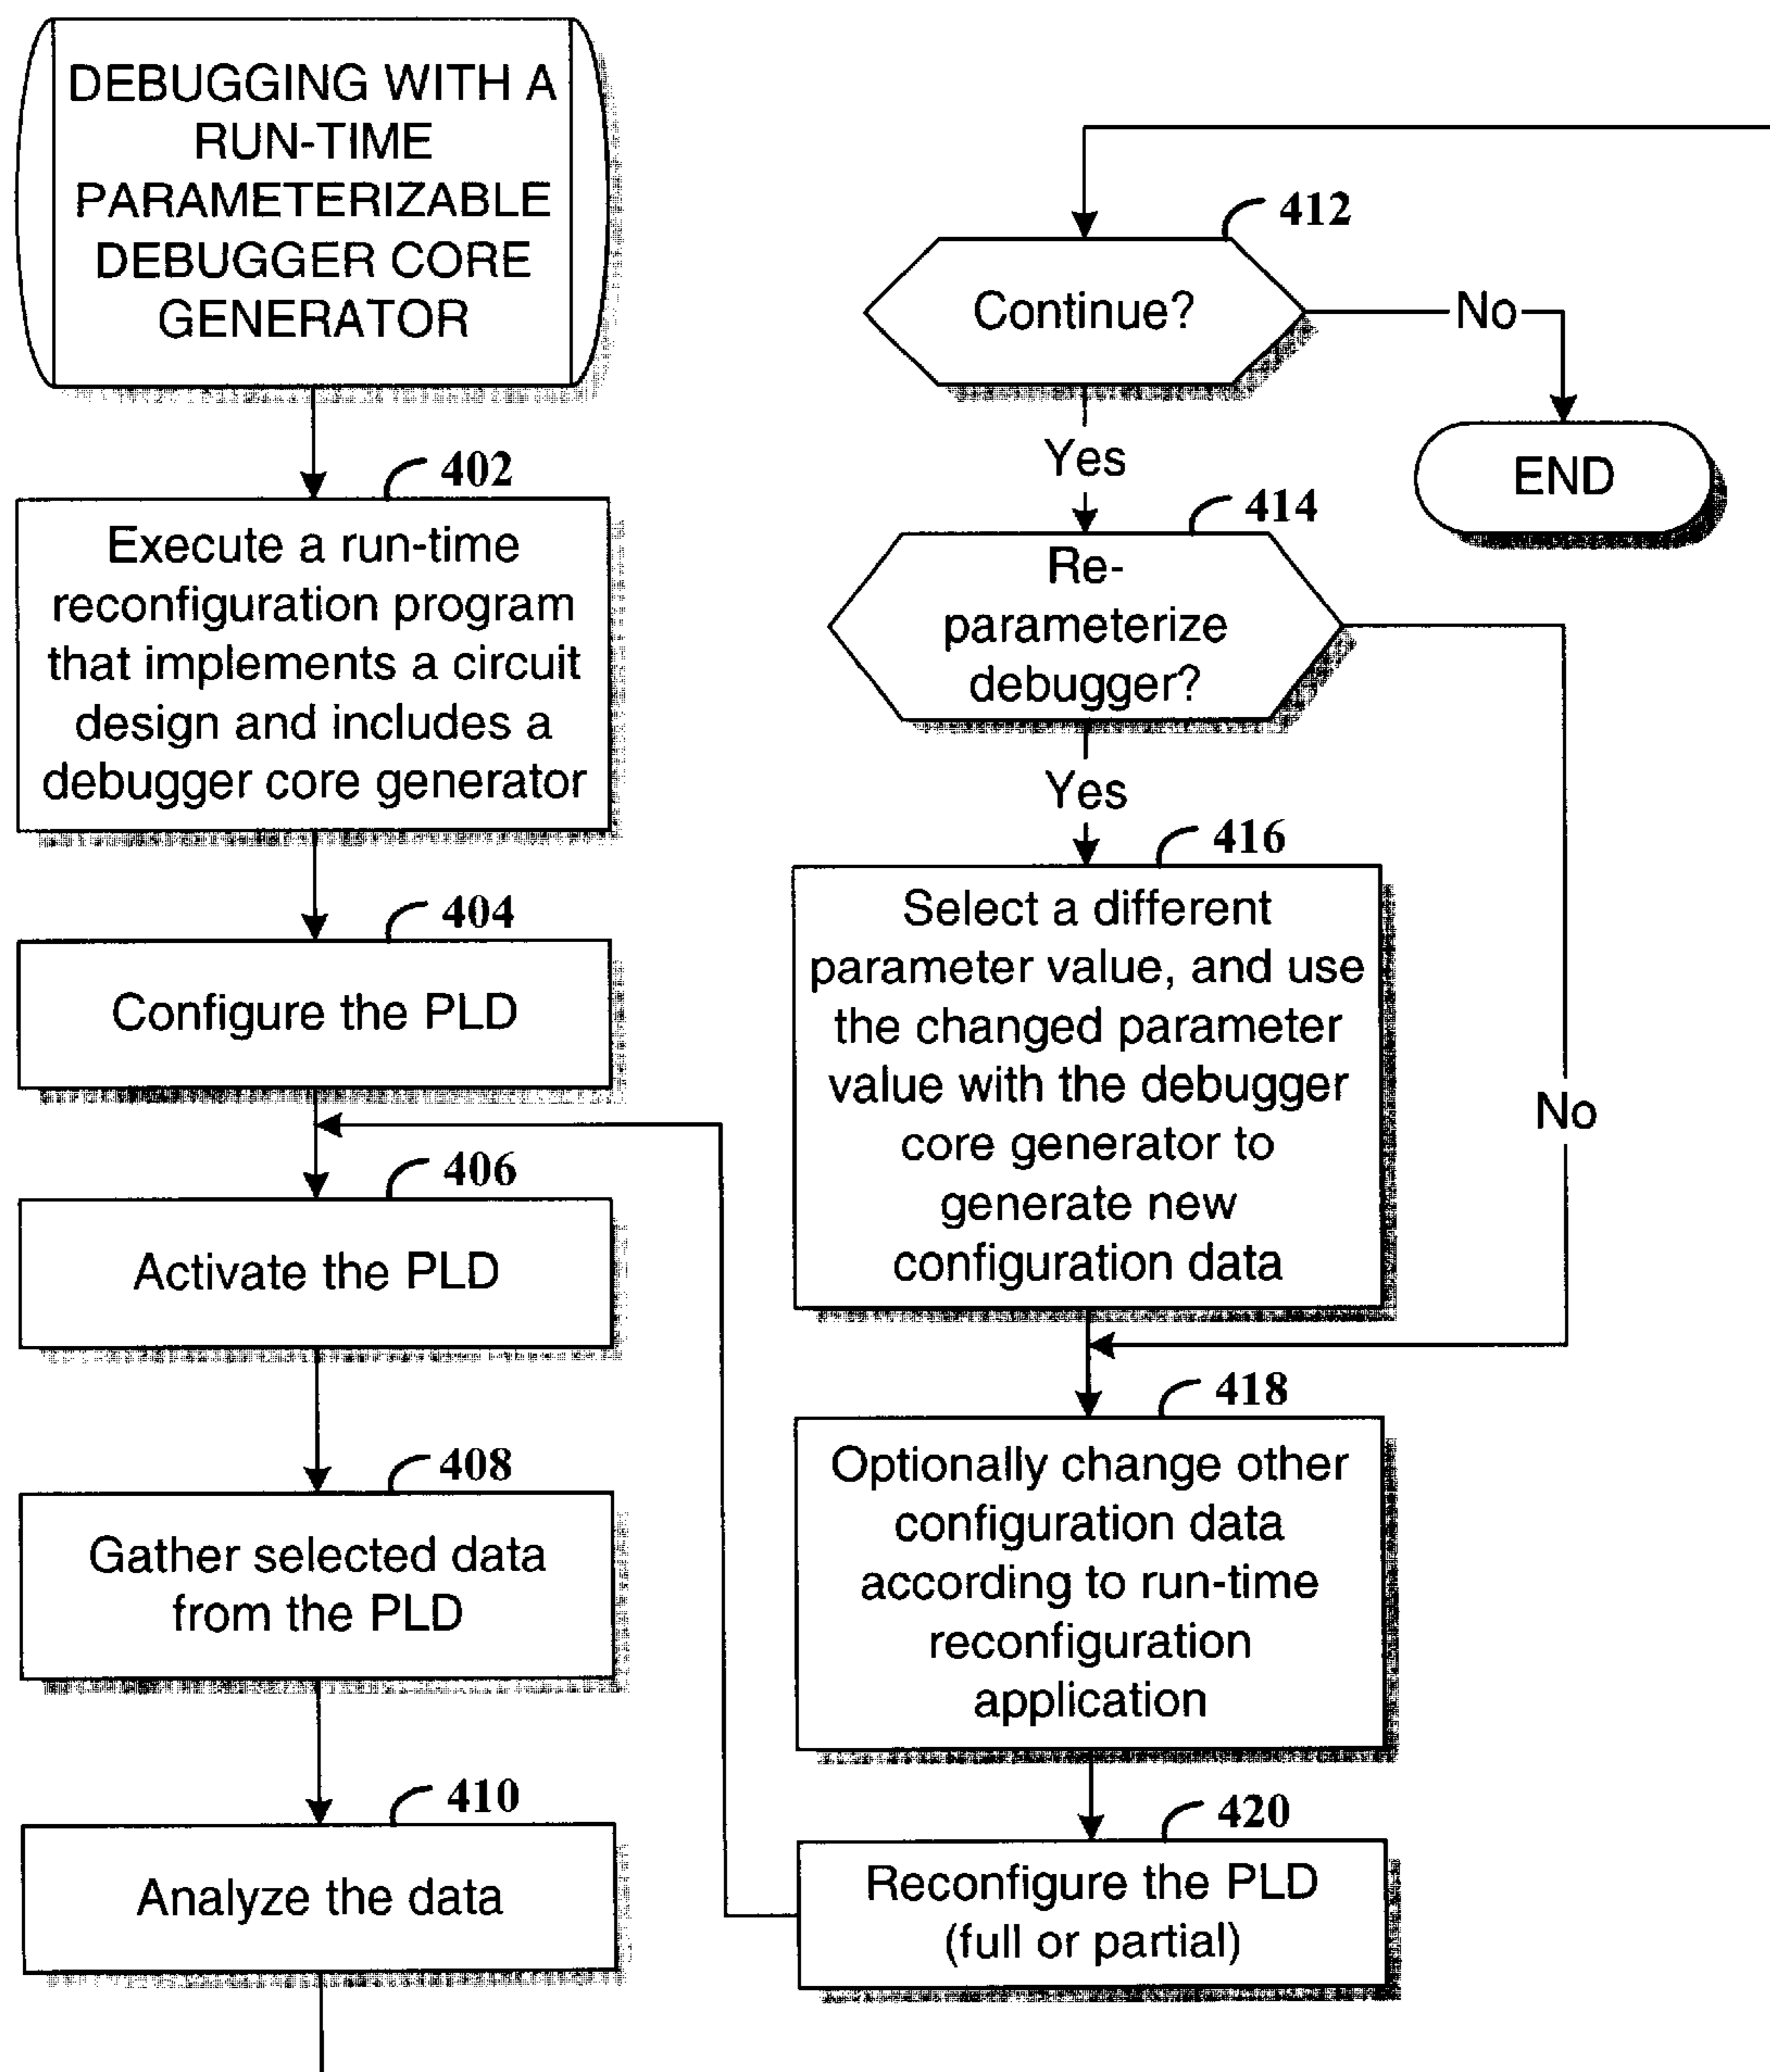 DEBUGGING WITH A
RUN-TIME
PARAMETERIZABLE
DEBUGGER CORE
GENERATOR
402
Execute a run-time
reconfiguration program
that implements a circuit
design and includes a
debugger core generator
404
Configure the PLD
406
Activate the PLD
408
Gather selected data
from the PLD
410
Analyze the data
412
Continue?
No
END
Yes
414
Re-
parameterize
debugger?
Yes
No
416
Select a different
parameter value, and use
the changed parameter
value with the debugger
core generator to
generate new
configuration data
418
Optionally change other
configuration data
according to run-time
reconfiguration
application
420
Reconfigure the PLD
(full or partial)